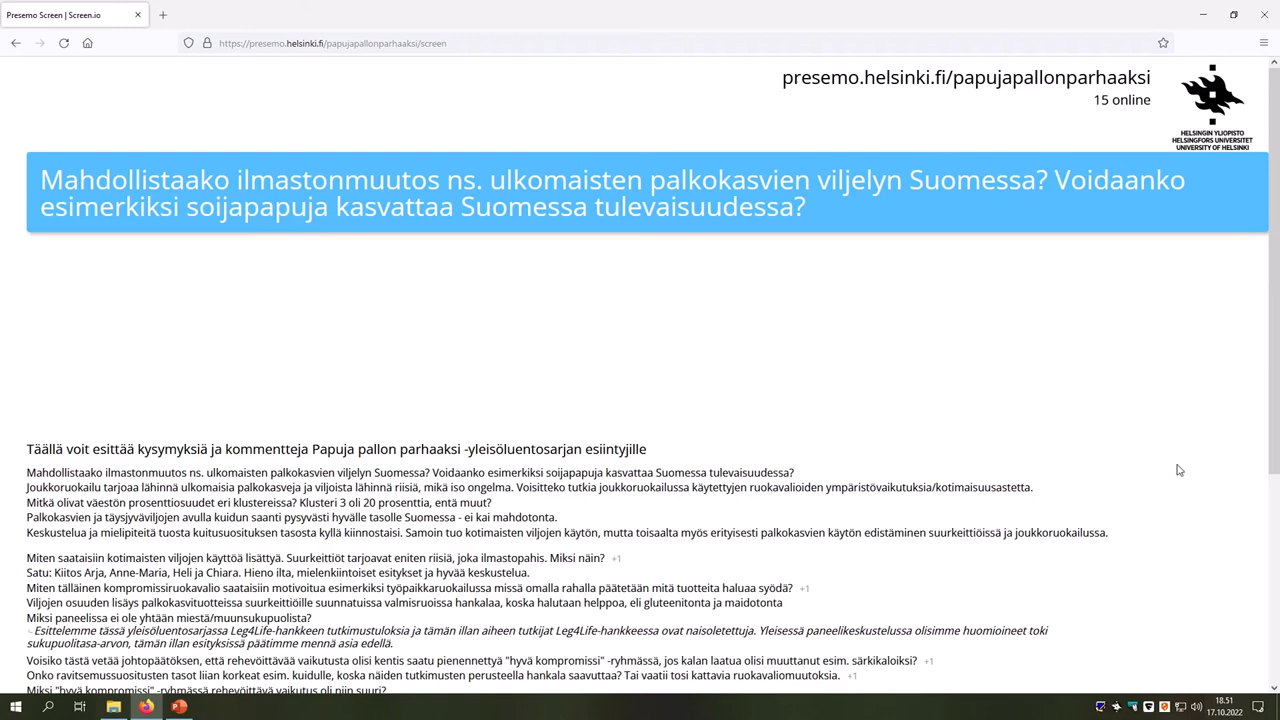 Presemo Screen | Screen.io
https://presemo.helsinki.fi/papujapallonparhaaksi/screen
presemo.helsinki.fi/papujapallonparhaaksi
15 online
HELSINGIN YLIOPISTO
HELSINGFORS UNIVERSITET
UNIVERSITY OF HELSINKI
Mahdollistaako ilmastonmuutos ns. ulkomaisten palkokasvien viljelyn Suomessa? Voidaanko
esimerkiksi soijapapuja kasvattaa Suomessa tulevaisuudessa?
Täällä voit esittää kysymyksiä ja kommentteja Papuja pallon parhaaksi -yleisöluentosarjan esiintyjille
Mahdollistaako ilmastonmuutos ns. ulkomaisten palkokasvien viljelyn Suomessa? Voidaanko esimerkiksi soijapapuja kasvattaa Suomessa tulevaisuudessa?
Joukkoruokailu tarjoaa lähinnä ulkomaisia palkokasveja ja viljoista lähinnä riisiä, mikä iso ongelma. Voisitteko tutkia joukkoruokailussa käytettyjen ruokavalioiden ympäristövaikutuksia/kotimaisuusastetta.
Mitkä olivat väestön prosenttiosuudet eri klustereissa? Klusteri 3 oli 20 prosenttia, entä muut?
Palkokasvien ja täysjyväviljojen avulla kuidun saanti pysyvästi hyvälle tasolle Suomessa - ei kai mahdotonta.
Keskustelua ja mielipiteitä tuosta kuitusuosituksen tasosta kyllä kiinnostaisi. Samoin tuo kotimaisten viljojen käytön, mutta toisaalta myös erityisesti palkokasvien käytön edistäminen suurkeittiöissä ja joukkoruokailussa.
Miten saataisiin kotimaisten viljojen käyttöä lisättyä. Suurkeittiöt tarjoavat eniten riisiä, joka ilmastopahis. Miksi näin? +1
Satu: Kiitos Arja, Anne-Maria, Heli ja Chiara. Hieno ilta, mielenkiintoiset esitykset ja hyvää keskustelua.
Miten tälläinen kompromissiruokavalio saataisiin motivoitua esimerkiksi työpaikkaruokailussa missä omalla rahalla päätetään mitä tuotteita haluaa syödä? +1
Viljojen osuuden lisäys palkokasvituotteissa suurkeittiöille suunnatuissa valmisruoissa hankalaa, koska halutaan helppoa, eli gluteenitonta ja maidotonta
Miksi paneelissa ei ole yhtään miestä/muunsukupuolista?
Esittelemme tässä yleisöluentosarjassa Leg4Life-hankkeen tutkimustuloksia ja tämän illan aiheen tutkijat Leg4Life-hankkeessa ovat naisoletettuja. Yleisessä paneelikeskustelussa olisimme huomioineet toki
sukupuolitasa-arvon, tämän illan esityksissä päätimme mennä asia edellä.
Voisiko tästä vetää johtopäätöksen, että rehevöittävää vaikutusta olisi kentis saatu pienennettyä "hyvä kompromissi" -ryhmässä, jos kalan laatua olisi muuttanut esim. särkikaloiksi? +1
Onko ravitsemussuositusten tasot liian korkeat esim. kuidulle, koska näiden tutkimusten perusteella hankala saavuttaa? Tai vaatii tosi kattavia ruokavaliomuutoksia. +1
Miksi "hyvä kompromissi" -ryhmässä rehevöittävä vaikutus oli niin suuri?
18.51
17.10.2022